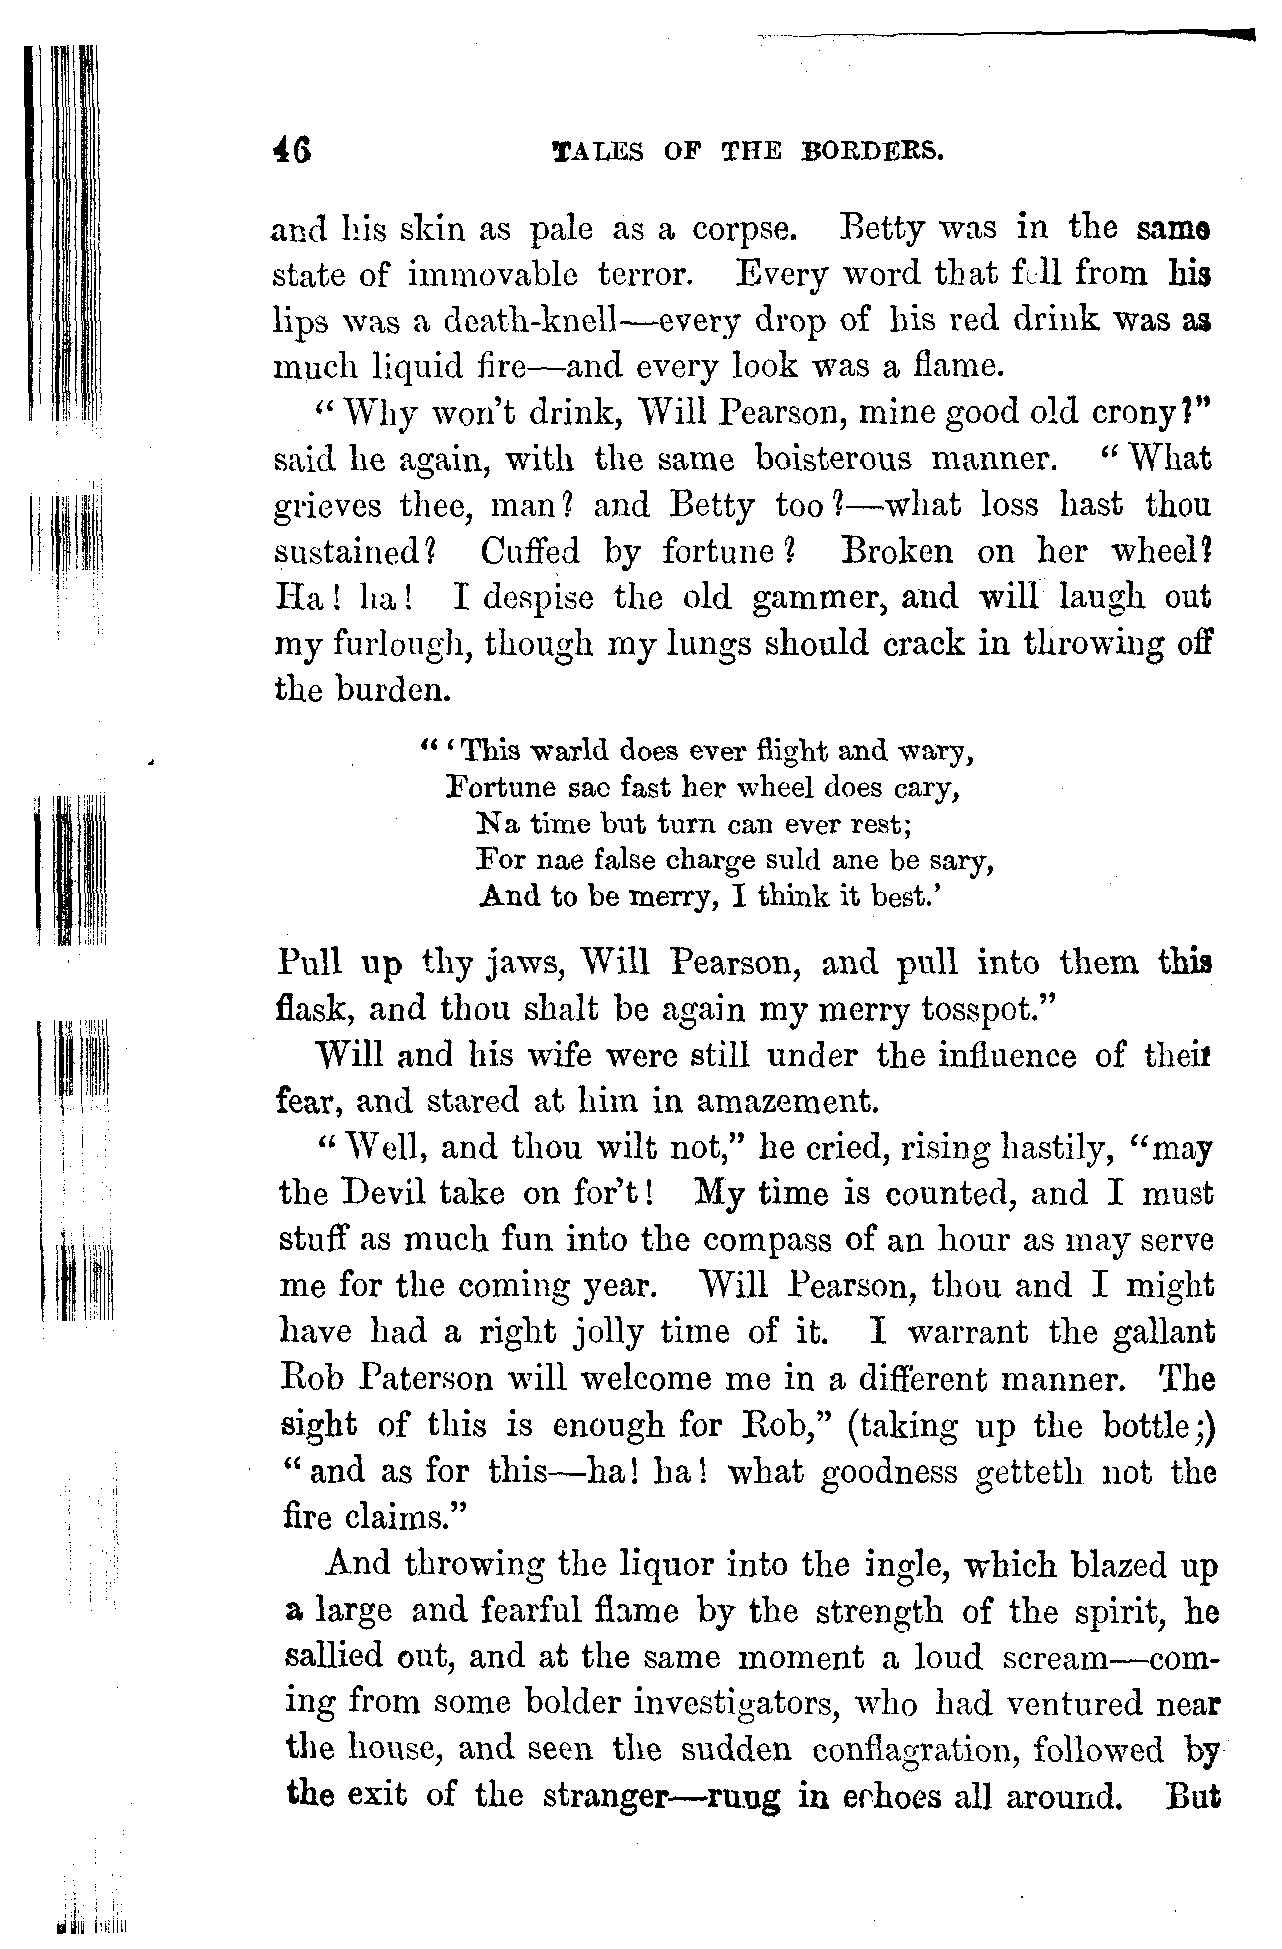 46 TALES OF THE BORDERS.
and his skin as pale as a corpse. Betty was in the same
state of immovable terror. Every word that fell from his
lips was a death-knell—every drop of his red drink was as
much liquid fire—and every look was a flame.
“Why won’t drink, Will Pearson, mine good old crony?”
said he again, with the same boisterous manner. “What
grieves thee, man? and Betty too?—what loss hast thou
sustained? Cuffed by fortune? Broken on her wheel?
Ha! ha! I despise the old gammer, and will laugh out
my furlough, though my lungs should crack in throwing off
the burden.
“‘This warld does ever flight and wary,
Fortune sae fast her wheel does cary,
Na time but turn can ever rest;
For nae false charge suld ane be sary,
And to be merry, I think it best.’
Pull up thy jaws, Will Pearson, and pull into them this
flask, and thou shalt be again my merry tosspot.”
Will and his wife were still under the influence of their
fear, and stared at him in amazement.
“Well, and thou wilt not,” he cried, rising hastily, “may
the Devil take on for’t! My time is counted, and I must
stuff as much fun into the compass of an hour as may serve
me for the coming year. Will Pearson, thou and I might
have had a right jolly time of it. I warrant the gallant
Rob Paterson will welcome me in a different manner. The
sight of this is enough for Rob,” (taking up the bottle;)
“and as for this—ha! ha! what goodness getteth not the
fire claims.”
And throwing the liquor into the ingle, which blazed up
a large and fearful flame by the strength of the spirit, he
sallied out, and at the same moment a loud scream—com-
ing from some bolder investigators, who had ventured near
the house, and seen the sudden conflagration, followed by
the exit of the stranger—rung in echoes all around. But